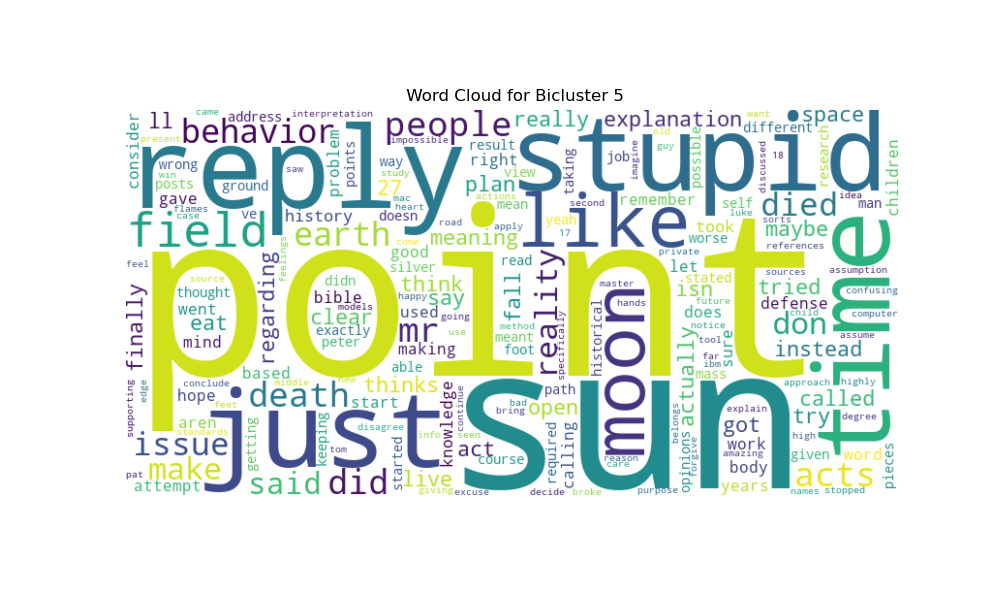 Word Cloud for Bicluster 5
came interpretation want
consider ll address behavior people really explanation different space
present impossible old
reply stupid
wrong problem points way result right view taking job imagine guy possible discussed 18 research children
win saw study
posts ground plan mean self idea
gave flames mac actions second remember luke died man
case ve history 27 heart doesn road yeah like took sorts
field earth meaning apply 17 worse maybe references time
feel feelings come good private
point
finally source regarding silver read fall reality let stated isn sources assumption
thought didn think happy say historical master future tried confusing
went bible models used going does child defense computer
eat clear mr method specifically hands moon notice don
mind exactly meant use sure tool assume
peter making foot far ibm instead
based able path actually mass approach highly
supporting edge conclude middle new thinks knowledge called degree
hope death start continue bad open explain try
feet bring belongs got high
aren just sun amazing
standards disagree info seen required work given word
issue getting keeping tom started act course calling reason opinions forgive body pieces
pat make live care acts
attempt said did giving excuse decide broke purpose years names stopped